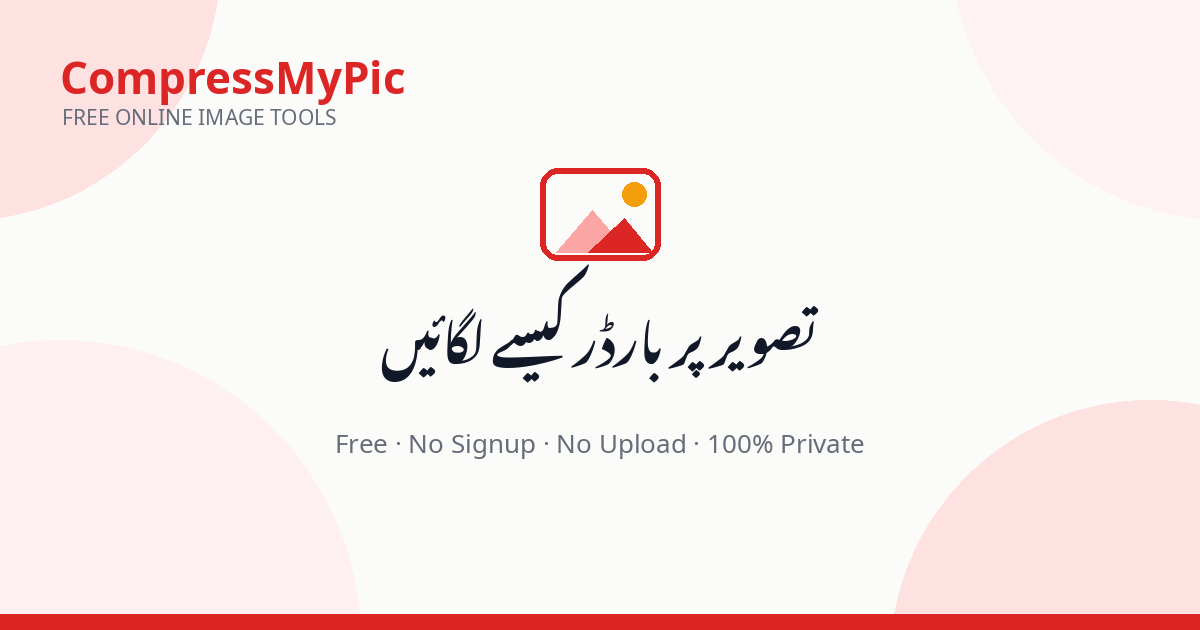 CompressMyPic
FREE ONLINE IMAGE TOOLS
تصویر پر بارڈر کیسے لگائیں
Free · No Signup · No Upload · 100% Private